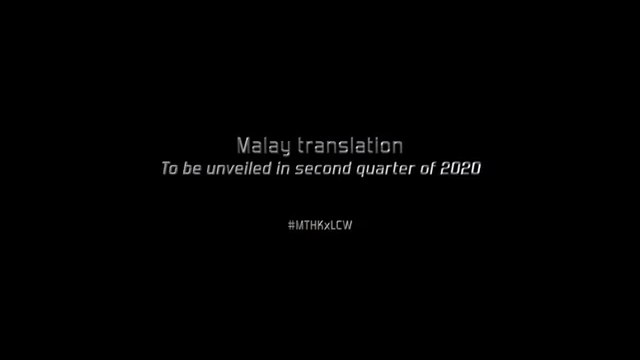 Malay translation
To be unveiled in second quarter of 2020
#MTHKxLCW